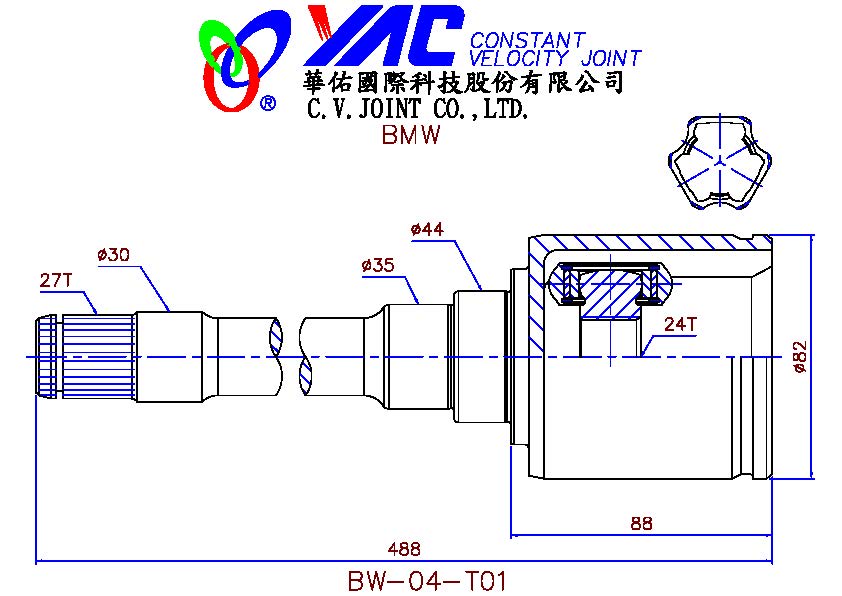 YAC CONSTANT
VELOCITY JOINT
®
華佑國際科技股份有限公司
C.V.JOINT CO.,LTD.
BMW
ø44
ø30
ø35
27T
24T
ø82
88
488
BW-04-T01